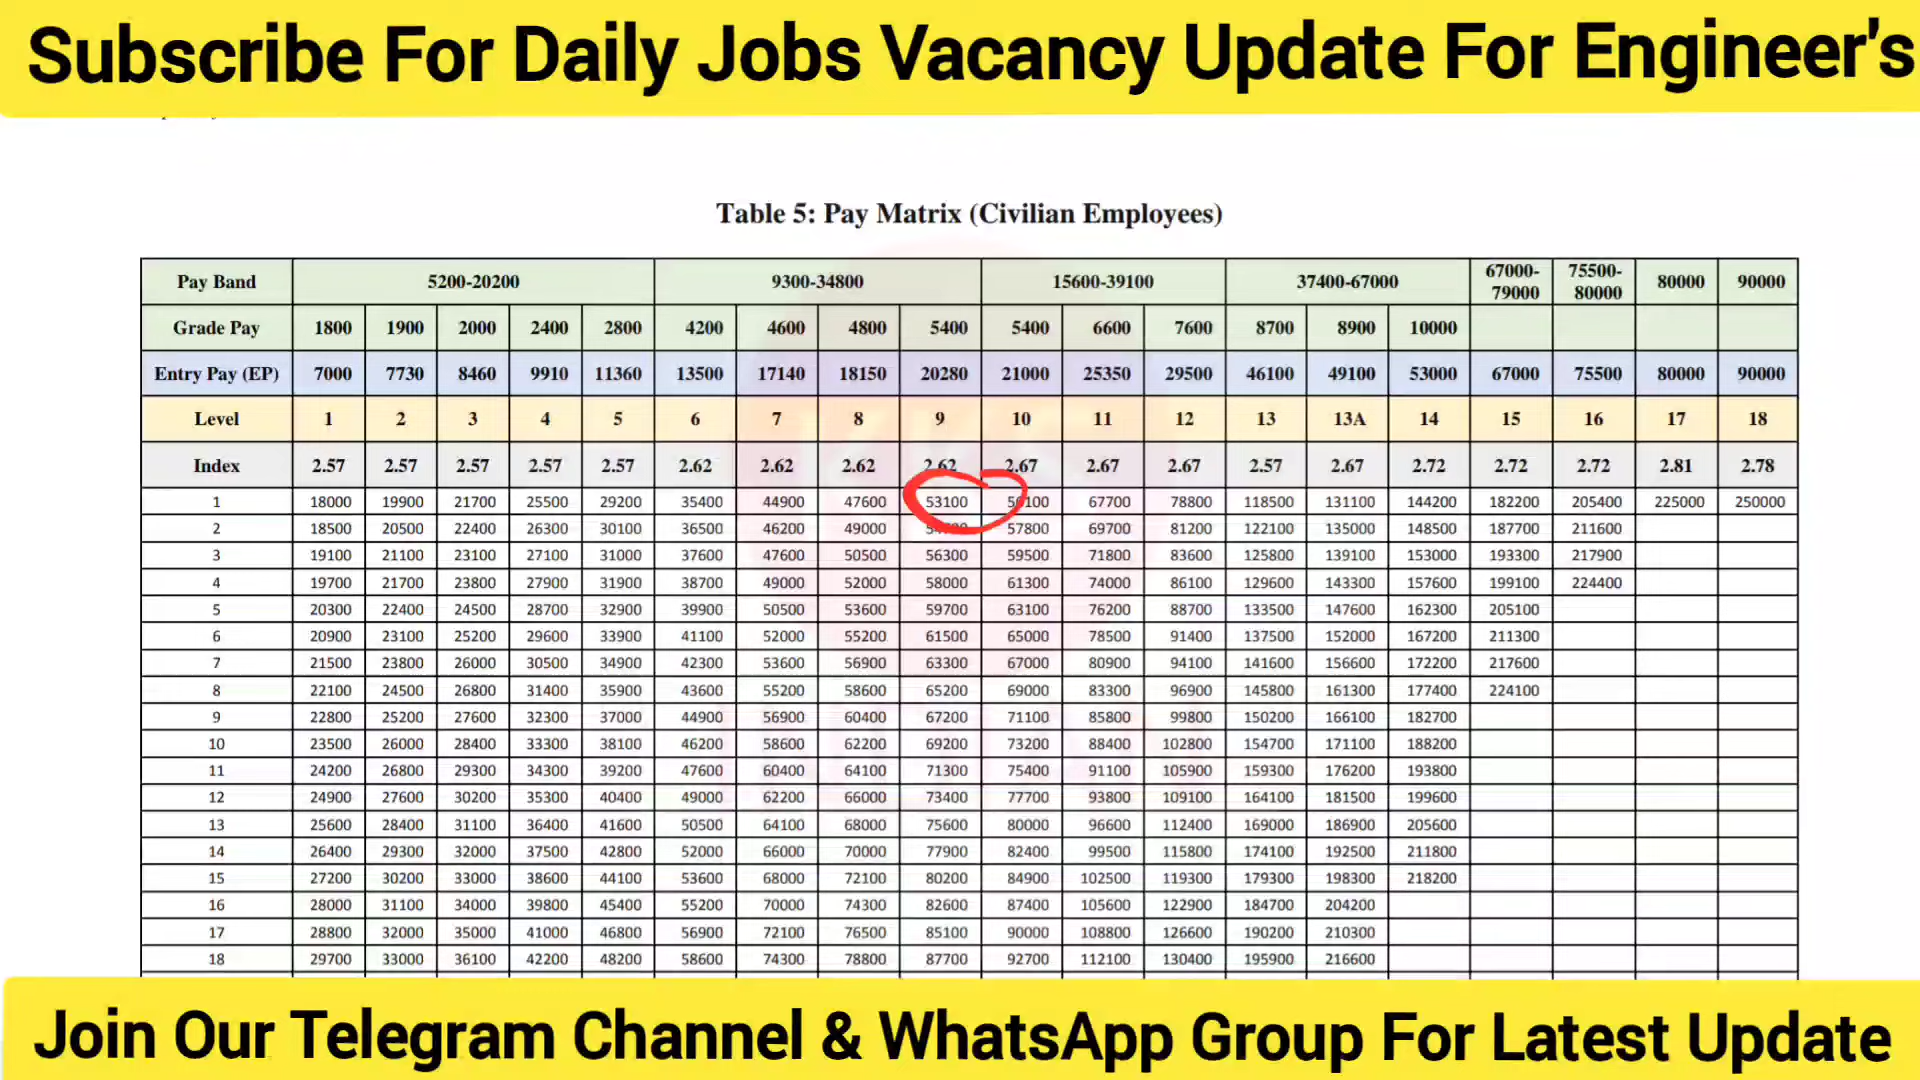 Subscribe For Daily Jobs Vacancy Update For Engineer's
Table 5: Pay Matrix (Civilian Employees)
Pay Band 5200-20200 9300-34800 15600-39100 37400-67000 67000-79000 75500-80000 80000 90000
Grade Pay 1800 1900 2000 2400 2800 4200 4600 4800 5400 5400 6600 7600 8700 8900 10000
Entry Pay (EP) 7000 7730 8460 9910 11360 13500 17140 18150 20280 21000 25350 29500 46100 49100 53000 67000 75500 80000 90000
Level 1 2 3 4 5 6 7 8 9 10 11 12 13 13A 14 15 16 17 18
Index 2.57 2.57 2.57 2.57 2.57 2.62 2.62 2.62 2.62 2.67 2.67 2.67 2.57 2.67 2.72 2.72 2.72 2.81 2.78
1 18000 19900 21700 25500 29200 35400 44900 47600 53100 67700 78800 118500 131100 144200 182200 205400 225000 250000
2 18500 20500 22400 26300 30100 36500 46200 49000 57800 69700 81200 122100 135000 148500 187700 211600
3 19100 21100 23100 27100 31000 37600 47600 50500 56300 59500 71800 83600 125800 139100 153000 193300 217900
4 19700 21700 23800 27900 31900 38700 49000 52000 58000 61300 74000 86100 129600 143300 157600 199100 224400
5 20300 22400 24500 28700 32900 39900 50500 53600 59700 63100 76200 88700 133500 147600 162300 205100
6 20900 23100 25200 29600 33900 41100 52000 55200 61500 65000 78500 91400 137500 152000 167200 211300
7 21500 23800 26000 30500 34900 42300 53600 56900 63300 67000 80900 94100 141600 156600 172200 217600
8 22100 24500 26800 31400 35900 43600 55200 58600 65200 69000 83300 96900 145800 161300 177400 224100
9 22800 25200 27600 32300 37000 44900 56900 60400 67200 71100 85800 99800 150200 166100 182700
10 23500 26000 28400 33300 38100 46200 58600 62200 69200 73200 88400 102800 154700 171100 188200
11 24200 26800 29300 34300 39200 47600 60400 64100 71300 75400 91100 105900 159300 176200 193800
12 24900 27600 30200 35300 40400 49000 62200 66000 73400 77700 93800 109100 164100 181500 199600
13 25600 28400 31100 36400 41600 50500 64100 68000 75600 80000 96600 112400 169000 186900 205600
14 26400 29300 32000 37500 42800 52000 66000 70000 77900 82400 99500 115800 174100 192500 211800
15 27200 30200 33000 38600 44100 53600 68000 72100 80200 84900 102500 119300 179300 198300 218200
16 28000 31100 34000 39800 45400 55200 70000 74300 82600 87400 105600 122900 184700 204200
17 28800 32000 35000 41000 46800 56900 72100 76500 85100 90000 108800 126600 190200 210300
18 29700 33000 36100 42200 48200 58600 74300 78800 87700 92700 112100 130400 195900 216600
Join Our Telegram Channel & WhatsApp Group For Latest Update